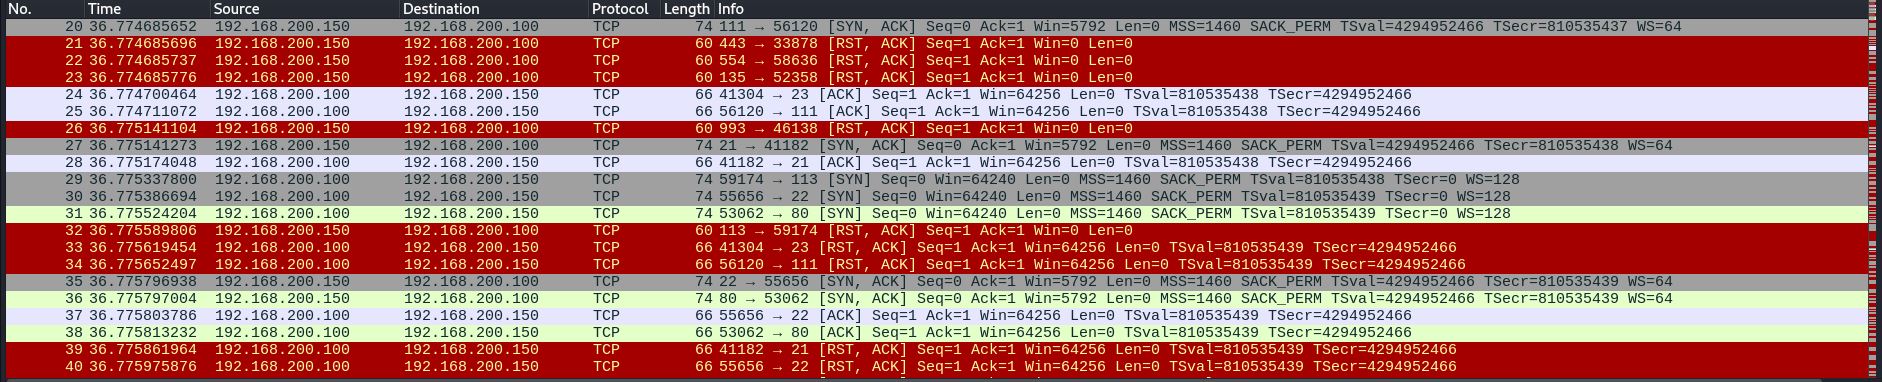 No. Time Source Destination Protocol Length Info
20 36.774685652 192.168.200.150 192.168.200.100 TCP 74 111 → 56120 [SYN, ACK] Seq=0 Ack=1 Win=5792 Len=0 MSS=1460 SACK_PERM TSval=4294952466 TSecr=810535437 WS=64
21 36.774685696 192.168.200.150 192.168.200.100 TCP 60 443 → 33878 [RST, ACK] Seq=1 Ack=1 Win=0 Len=0
22 36.774685737 192.168.200.150 192.168.200.100 TCP 60 554 → 58636 [RST, ACK] Seq=1 Ack=1 Win=0 Len=0
23 36.774685776 192.168.200.150 192.168.200.100 TCP 60 135 → 52358 [RST, ACK] Seq=1 Ack=1 Win=0 Len=0
24 36.774700464 192.168.200.100 192.168.200.150 TCP 66 41304 → 23 [ACK] Seq=1 Ack=1 Win=64256 Len=0 TSval=810535438 TSecr=4294952466
25 36.774711072 192.168.200.100 192.168.200.150 TCP 66 56120 → 111 [ACK] Seq=1 Ack=1 Win=64256 Len=0 TSval=810535438 TSecr=4294952466
26 36.775141104 192.168.200.150 192.168.200.100 TCP 60 993 → 46138 [RST, ACK] Seq=1 Ack=1 Win=0 Len=0
27 36.775141273 192.168.200.150 192.168.200.100 TCP 74 21 → 41182 [SYN, ACK] Seq=0 Ack=1 Win=5792 Len=0 MSS=1460 SACK_PERM TSval=4294952466 TSecr=810535438 WS=64
28 36.775174048 192.168.200.100 192.168.200.150 TCP 66 41182 → 21 [ACK] Seq=1 Ack=1 Win=64256 Len=0 TSval=810535438 TSecr=4294952466
29 36.775337800 192.168.200.100 192.168.200.150 TCP 74 59174 → 113 [SYN] Seq=0 Win=64240 Len=0 MSS=1460 SACK_PERM TSval=810535438 TSecr=0 WS=128
30 36.775386694 192.168.200.100 192.168.200.150 TCP 74 55656 → 22 [SYN] Seq=0 Win=64240 Len=0 MSS=1460 SACK_PERM TSval=810535439 TSecr=0 WS=128
31 36.775524204 192.168.200.100 192.168.200.150 TCP 74 53062 → 80 [SYN] Seq=0 Win=64240 Len=0 MSS=1460 SACK_PERM TSval=810535439 TSecr=0 WS=128
32 36.775589806 192.168.200.150 192.168.200.100 TCP 60 113 → 59174 [RST, ACK] Seq=1 Ack=1 Win=0 Len=0
33 36.775619454 192.168.200.100 192.168.200.150 TCP 66 41304 → 23 [RST, ACK] Seq=1 Ack=1 Win=64256 Len=0 TSval=810535439 TSecr=4294952466
34 36.775652497 192.168.200.100 192.168.200.150 TCP 66 56120 → 111 [RST, ACK] Seq=1 Ack=1 Win=64256 Len=0 TSval=810535439 TSecr=4294952466
35 36.775796938 192.168.200.150 192.168.200.100 TCP 74 22 → 55656 [SYN, ACK] Seq=0 Ack=1 Win=5792 Len=0 MSS=1460 SACK_PERM TSval=4294952466 TSecr=810535439 WS=64
36 36.775797004 192.168.200.150 192.168.200.100 TCP 74 80 → 53062 [SYN, ACK] Seq=0 Ack=1 Win=5792 Len=0 MSS=1460 SACK_PERM TSval=4294952466 TSecr=810535439 WS=64
37 36.775803786 192.168.200.100 192.168.200.150 TCP 66 55656 → 22 [ACK] Seq=1 Ack=1 Win=64256 Len=0 TSval=810535439 TSecr=4294952466
38 36.775813232 192.168.200.100 192.168.200.150 TCP 66 53062 → 80 [ACK] Seq=1 Ack=1 Win=64256 Len=0 TSval=810535439 TSecr=4294952466
39 36.775861964 192.168.200.100 192.168.200.150 TCP 66 41182 → 21 [RST, ACK] Seq=1 Ack=1 Win=64256 Len=0 TSval=810535439 TSecr=4294952466
40 36.775975876 192.168.200.100 192.168.200.150 TCP 66 55656 → 22 [RST, ACK] Seq=1 Ack=1 Win=64256 Len=0 TSval=810535439 TSecr=4294952466